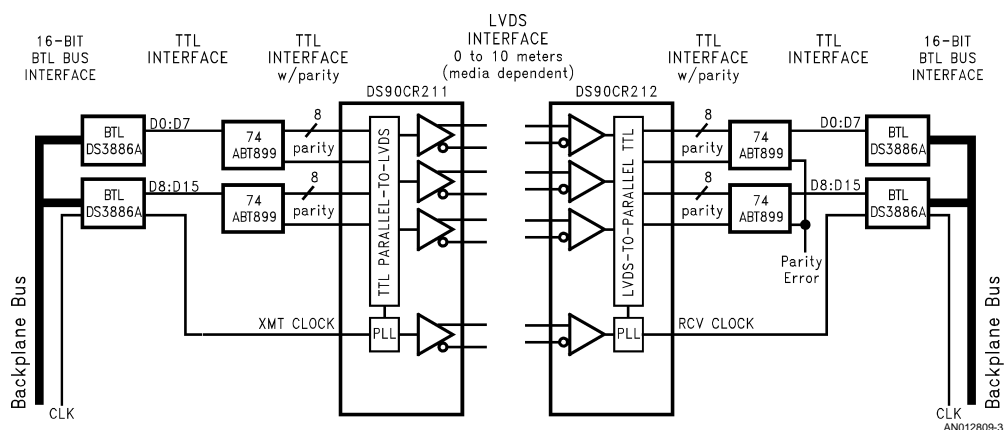 16-BIT
BTL BUS
INTERFACE
TTL
INTERFACE
TTL
INTERFACE
w/parity
LVDS
INTERFACE
0 to 10 meters
(media dependent)
TTL
INTERFACE
w/parity
TTL
INTERFACE
16-BIT
BTL BUS
INTERFACE
DS90CR211
DS90CR212
BTL
DS3886A
D0:D7
74
ABT899
8
parity
BTL
DS3886A
D8:D15
74
ABT899
8
parity
TTL PARALLEL-TO-LVDS
LVDS-TO-PARALLEL TTL
8
parity
74
ABT899
D0:D7
BTL
DS3886A
8
parity
74
ABT899
D8:D15
BTL
DS3886A
Parity
Error
XMT CLOCK
PLL
PLL
RCV CLOCK
Backplane Bus
CLK
CLK
Backplane Bus
AN012809-3